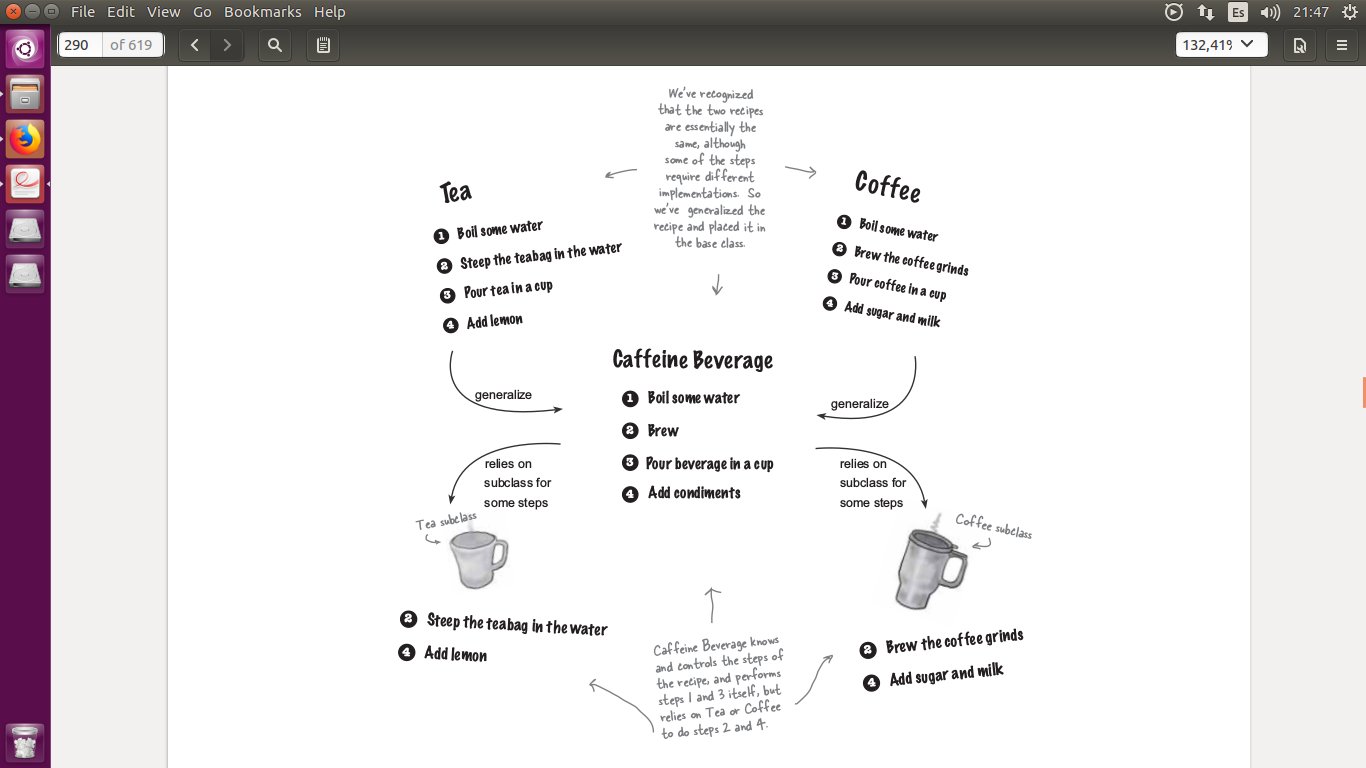 File Edit View Go Bookmarks Help
Es
21:47
290 of 619
132,41%
We've recognized
that the two recipes
are essentially the
same, although
some of the steps
require different
implementations. So
we've generalized the
recipe and placed it in
the base class.
Tea
1 Boil some water
2 Steep the teabag in the water
3 Pour tea in a cup
4 Add lemon
Coffee
1 Boil some water
2 Brew the coffee grinds
3 Pour coffee in a cup
4 Add sugar and milk
generalize
Caffeine Beverage
1 Boil some water
2 Brew
3 Pour beverage in a cup
4 Add condiments
generalize
relies on
subclass for
some steps
relies on
subclass for
some steps
Tea subclass
Coffee subclass
2 Steep the teabag in the water
4 Add lemon
Caffeine Beverage knows
and controls the steps of
the recipe, and performs
steps 1 and 3 itself, but
relies on Tea or Coffee
to do steps 2 and 4.
2 Brew the coffee grinds
4 Add sugar and milk